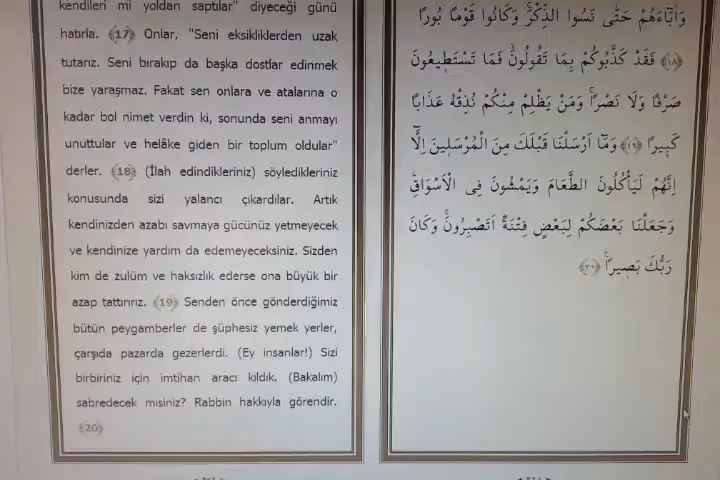 kendileri mi yoldan saptılar" diyeceği günü
hatırla. (17) Onlar, "Seni eksikliklerden uzak
tutarız. Seni bırakıp da başka dostlar edinmek
bize yaraşmaz. Fakat sen onlara ve atalarına o
kadar bol nimet verdin ki, sonunda seni anmayı
unuttular ve helâke giden bir toplum oldular"
derler. (18) (İlah edindikleriniz) söyledikleriniz
konusunda sizi yalancı çıkardılar. Artık
kendinizden azabı savmaya gücünüz yetmeyecek
ve kendinize yardım da edemeyeceksiniz. Sizden
kim de zulüm ve haksızlık ederse ona büyük bir
azap tattırırız. (19) Senden önce gönderdiğimiz
bütün peygamberler de şüphesiz yemek yerler,
çarşıda pazarda gezerlerdi. (Ey insanlar!) Sizi
birbiriniz için imtihan aracı kıldık. (Bakalım)
sabredecek misiniz? Rabbin hakkıyla görendir.
(20)
وَاٰبَٓاءَهُمْ حَتّٰى نَسُوا الذِّكْرَۚ وَكَانُوا قَوْمًا بُورًا
﴿١٨﴾ فَقَدْ كَذَّبُوكُمْ بِمَا تَقُولُونَۙ فَمَا تَسْتَط۪يعُونَ
صَرْفًا وَلَا نَصْرًاۚ وَمَنْ يَظْلِمْ مِنْكُمْ نُذِقْهُ عَذَابًا
كَب۪يرًا ﴿١٩﴾ وَمَٓا اَرْسَلْنَا قَبْلَكَ مِنَ الْمُرْسَل۪ينَ اِلَّٓا
اِنَّهُمْ لَيَأْكُلُونَ الطَّعَامَ وَيَمْشُونَ فِى الْاَسْوَاقِۜ
وَجَعَلْنَا بَعْضَكُمْ لِبَعْضٍ فِتْنَةًۜ اَتَصْبِرُونَۚ وَكَانَ
رَبُّكَ بَص۪يرًاۚ ﴿٢٠﴾